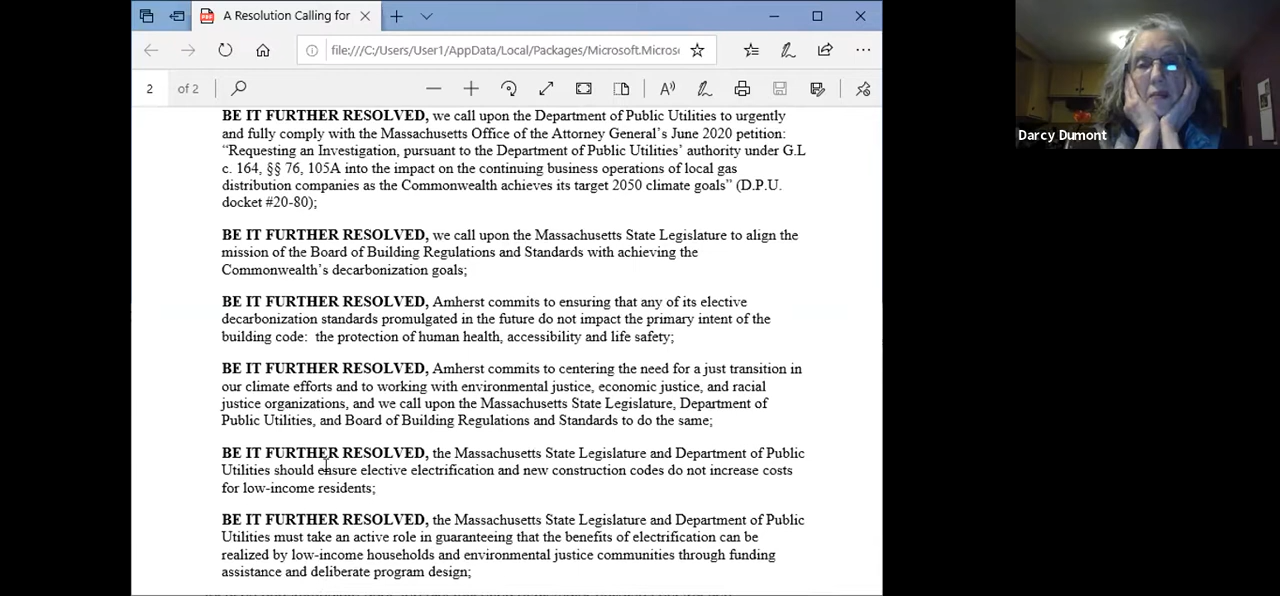 A Resolution Calling for
file:///C:/Users/User1/AppData/Local/Packages/Microsoft.Microsc
2 of 2
Darcy Dumont
BE IT FURTHER RESOLVED, we call upon the Department of Public Utilities to urgently
and fully comply with the Massachusetts Office of the Attorney General’s June 2020 petition:
“Requesting an Investigation, pursuant to the Department of Public Utilities’ authority under G.L
c. 164, §§ 76, 105A into the impact on the continuing business operations of local gas
distribution companies as the Commonwealth achieves its target 2050 climate goals” (D.P.U.
docket #20-80);
BE IT FURTHER RESOLVED, we call upon the Massachusetts State Legislature to align the
mission of the Board of Building Regulations and Standards with achieving the
Commonwealth’s decarbonization goals;
BE IT FURTHER RESOLVED, Amherst commits to ensuring that any of its elective
decarbonization standards promulgated in the future do not impact the primary intent of the
building code: the protection of human health, accessibility and life safety;
BE IT FURTHER RESOLVED, Amherst commits to centering the need for a just transition in
our climate efforts and to working with environmental justice, economic justice, and racial
justice organizations, and we call upon the Massachusetts State Legislature, Department of
Public Utilities, and Board of Building Regulations and Standards to do the same;
BE IT FURTHER RESOLVED, the Massachusetts State Legislature and Department of Public
Utilities should ensure elective electrification and new construction codes do not increase costs
for low-income residents;
BE IT FURTHER RESOLVED, the Massachusetts State Legislature and Department of Public
Utilities must take an active role in guaranteeing that the benefits of electrification can be
realized by low-income households and environmental justice communities through funding
assistance and deliberate program design;